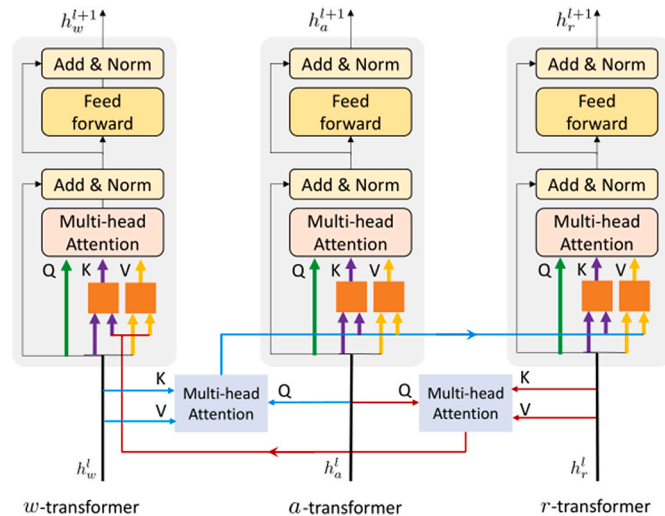 h_w^{l+1} h_a^{l+1} h_r^{l+1}
Add & Norm Add & Norm Add & Norm
Feed Feed Feed
forward forward forward
Add & Norm Add & Norm Add & Norm
Multi-head Multi-head Multi-head
Attention Attention Attention
Q K V Q K V Q K V
K Multi-head Q Q Multi-head K
V Attention Attention V
h_w^l h_a^l h_r^l
w-transformer a-transformer r-transformer